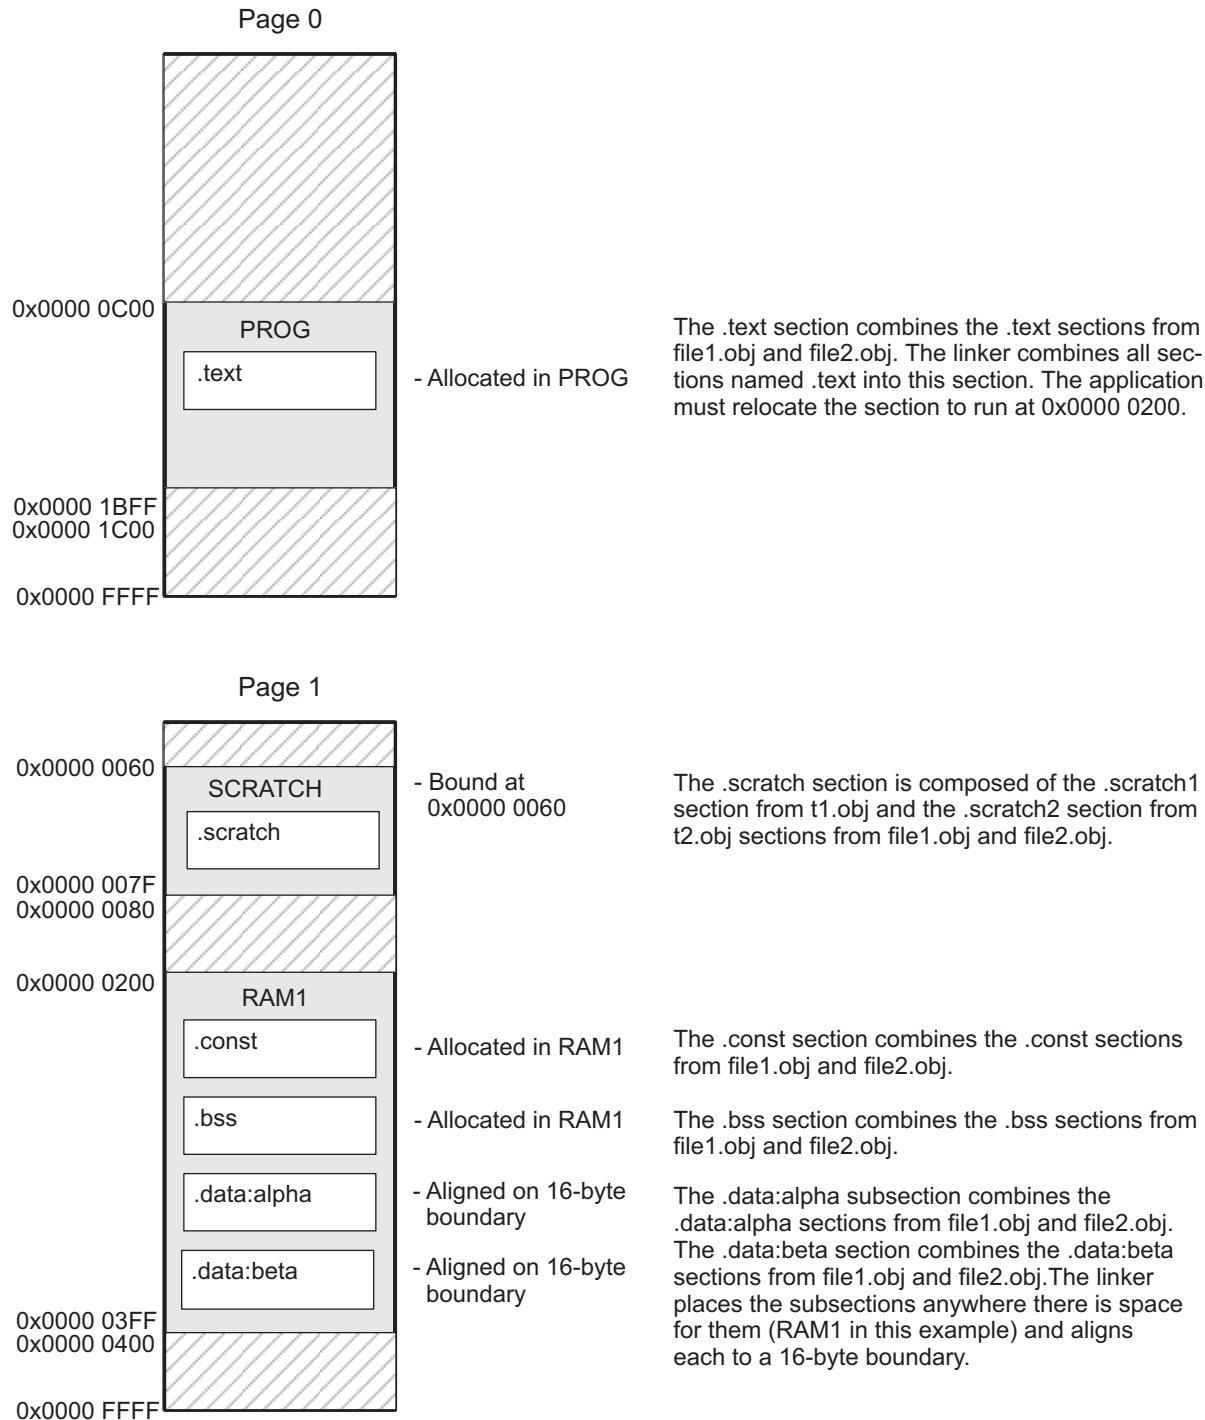 Page 0
0x0000 0C00
PROG
.text
- Allocated in PROG
The .text section combines the .text sections from
file1.obj and file2.obj. The linker combines all sec-
tions named .text into this section. The application
must relocate the section to run at 0x0000 0200.
0x0000 1BFF
0x0000 1C00
0x0000 FFFF
Page 1
0x0000 0060
SCRATCH
.scratch
- Bound at
0x0000 0060
The .scratch section is composed of the .scratch1
section from t1.obj and the .scratch2 section from
t2.obj sections from file1.obj and file2.obj.
0x0000 007F
0x0000 0080
0x0000 0200
RAM1
.const
- Allocated in RAM1
The .const section combines the .const sections
from file1.obj and file2.obj.
.bss
- Allocated in RAM1
The .bss section combines the .bss sections from
file1.obj and file2.obj.
.data:alpha
- Aligned on 16-byte
boundary
The .data:alpha subsection combines the
.data:alpha sections from file1.obj and file2.obj.
.data:beta
- Aligned on 16-byte
boundary
The .data:beta section combines the .data:beta
sections from file1.obj and file2.obj.The linker
places the subsections anywhere there is space
for them (RAM1 in this example) and aligns
each to a 16-byte boundary.
0x0000 03FF
0x0000 0400
0x0000 FFFF